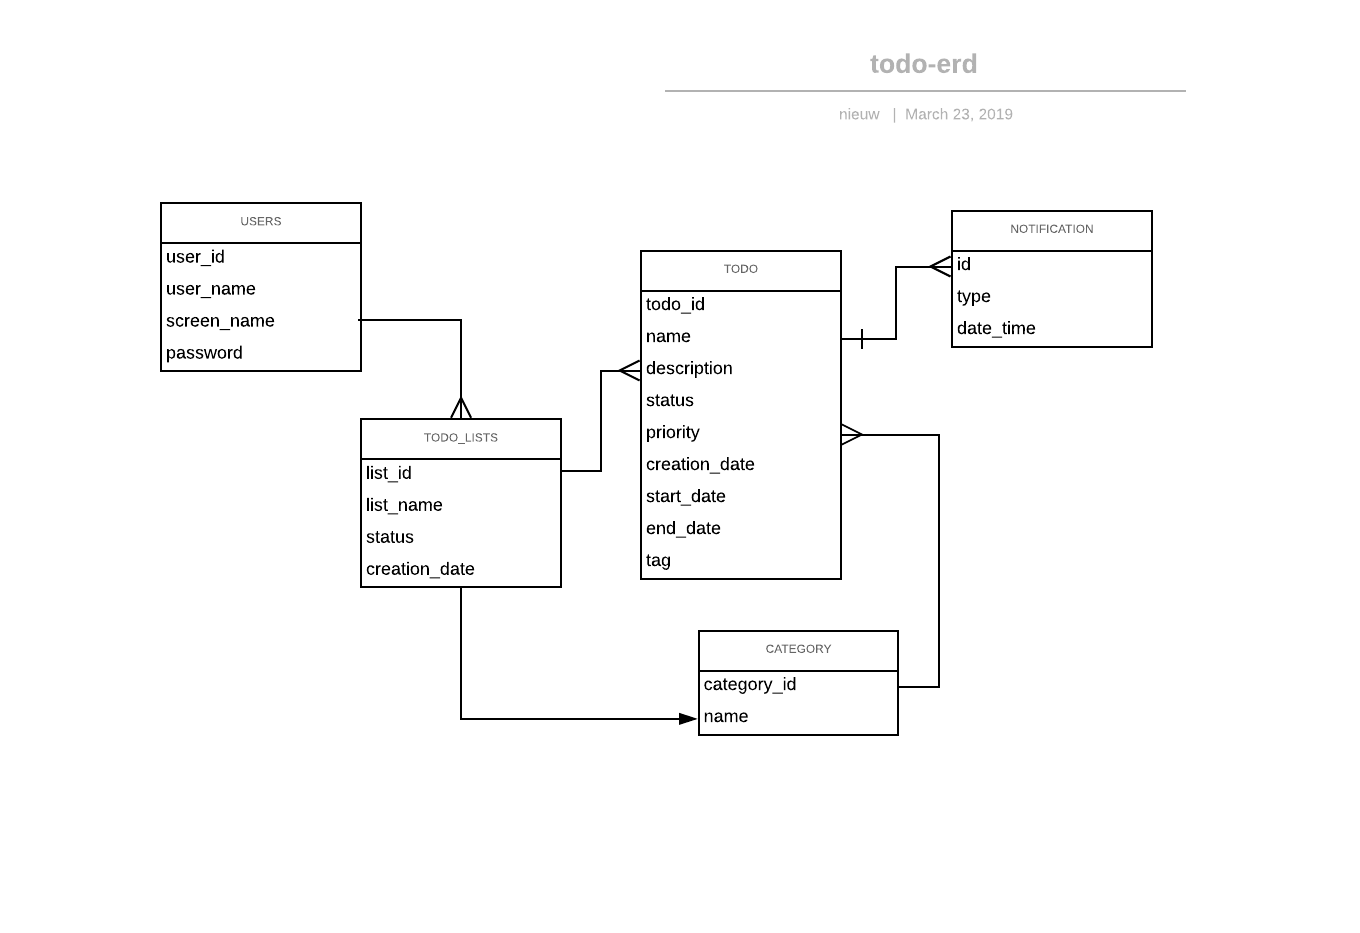 todo-erd
nieuw | March 23, 2019
USERS
user_id
user_name
screen_name
password
TODO_LISTS
list_id
list_name
status
creation_date
TODO
todo_id
name
description
status
priority
creation_date
start_date
end_date
tag
NOTIFICATION
id
type
date_time
CATEGORY
category_id
name